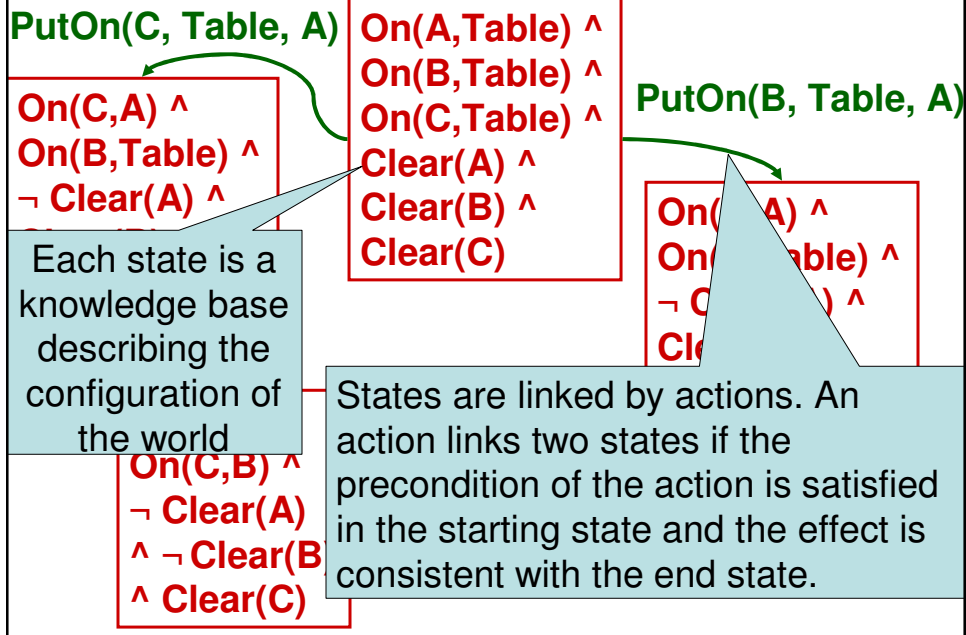 PutOn(C, Table, A)
On(A,Table) ^
On(B,Table) ^
On(C,Table) ^
Clear(A) ^
Clear(B) ^
Clear(C)
On(C,A) ^
On(B,Table) ^
¬ Clear(A) ^
PutOn(B, Table, A)
On( A) ^
On( able) ^
¬ C ) ^
Cle
Each state is a
knowledge base
describing the
configuration of
the world
States are linked by actions. An
action links two states if the
precondition of the action is satisfied
in the starting state and the effect is
consistent with the end state.
On(C,B) ^
¬ Clear(A)
^ ¬ Clear(B)
^ Clear(C)